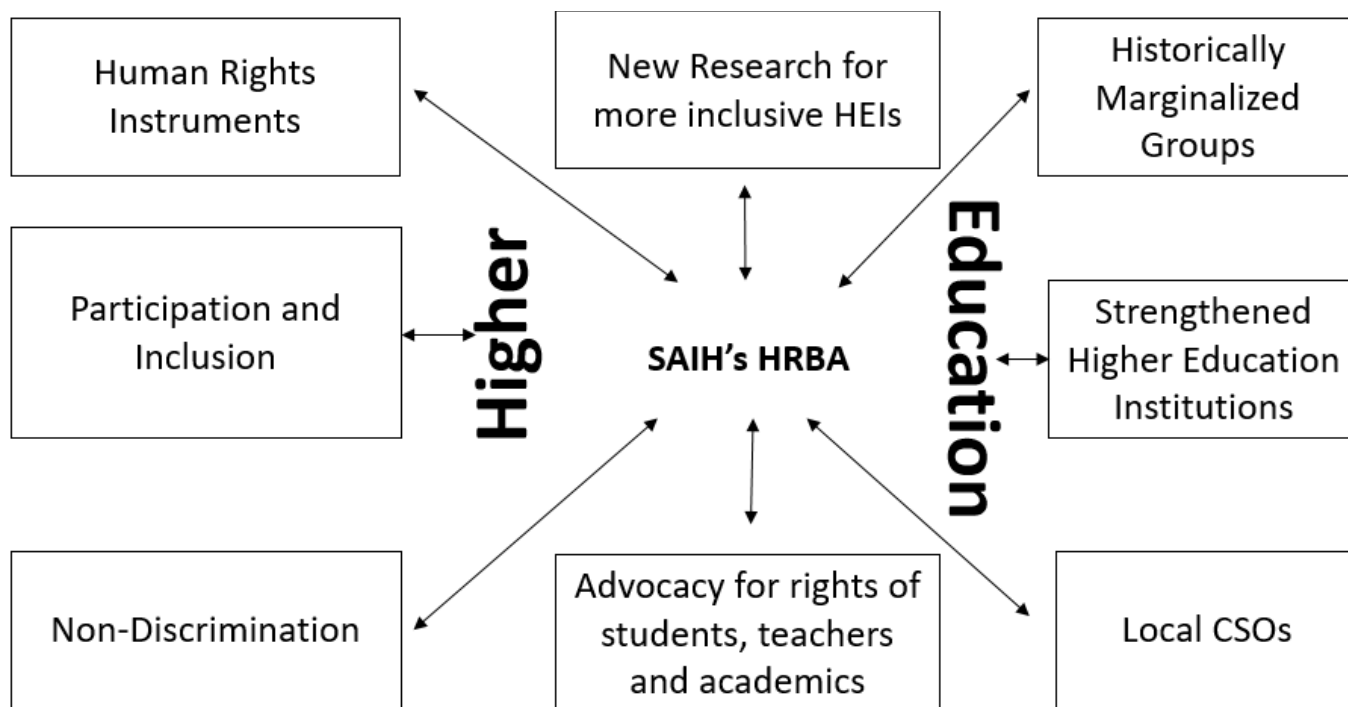 Human Rights
Instruments
New Research for
more inclusive HEIs
Historically
Marginalized
Groups
Participation and
Inclusion
Higher
SAIH’s HRBA
Education
Strengthened
Higher Education
Institutions
Non-Discrimination
Advocacy for rights of
students, teachers
and academics
Local CSOs